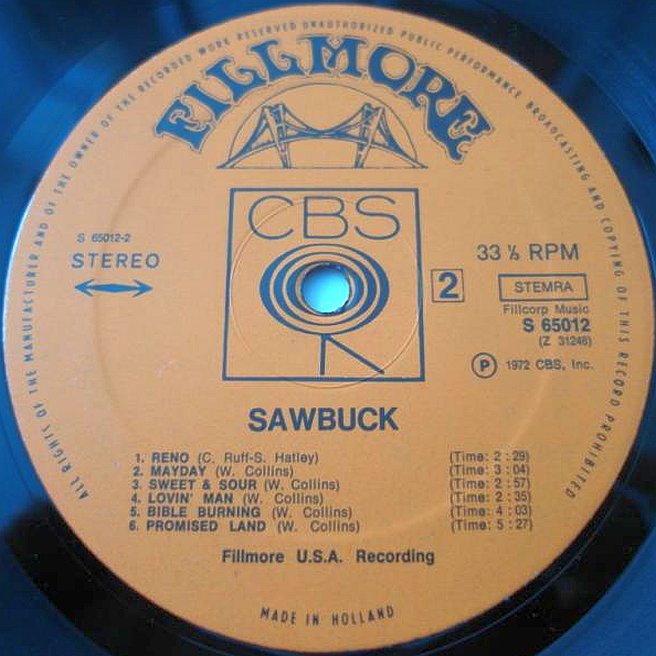 ALL RIGHTS OF THE MANUFACTURER AND OF THE OWNER OF THE RECORDED WORK RESERVED UNAUTHORIZED PUBLIC PERFORMANCE BROADCASTING AND COPYING OF THIS RECORD PROHIBITED
FILLMORE
CBS
S 65012-2
STEREO
2
33 ⅓ RPM
STEMRA
Fillcorp Music
S 65012
(Z 31248)
Ⓟ 1972 CBS, Inc.
SAWBUCK
1. RENO (C. Ruff-S. Hatley) (Time: 2 : 29)
2. MAYDAY (W. Collins) (Time: 3 : 04)
3. SWEET & SOUR (W. Collins) (Time: 2 : 57)
4. LOVIN' MAN (W. Collins) (Time: 2 : 35)
5. BIBLE BURNING (W. Collins) (Time: 4 : 03)
6. PROMISED LAND (W. Collins) (Time: 5 : 27)
Fillmore U.S.A. Recording
MADE IN HOLLAND